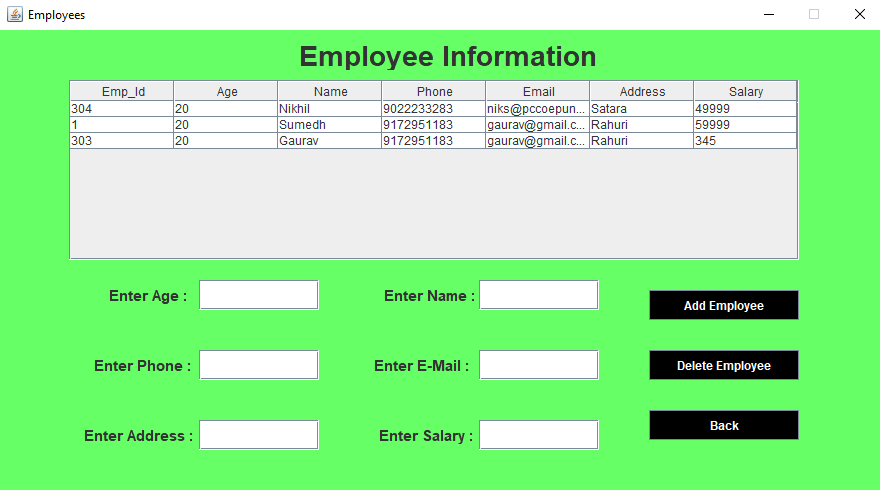 Employees
Employee Information
Emp_Id Age Name Phone Email Address Salary
304 20 Nikhil 9022233283 niks@pccoepun... Satara 49999
1 20 Sumedh 9172951183 gaurav@gmail.c... Rahuri 59999
303 20 Gaurav 9172951183 gaurav@gmail.c... Rahuri 345
Enter Age : Enter Name : Add Employee
Enter Phone : Enter E-Mail : Delete Employee
Enter Address : Enter Salary : Back